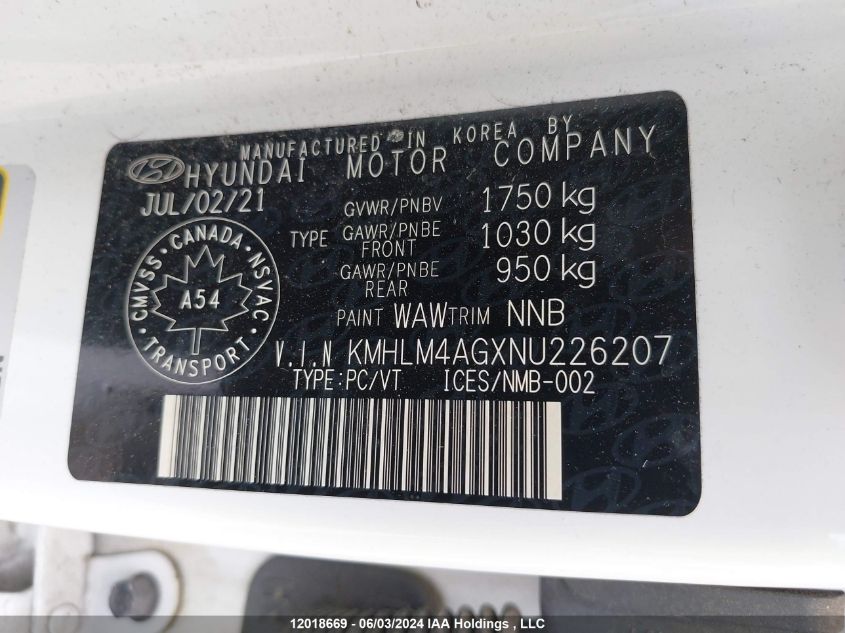 MANUFACTURED IN KOREA BY
HYUNDAI MOTOR COMPANY
JUL/02/21
GVWR/PNBV 1750 kg
TYPE GAWR/PNBE FRONT 1030 kg
GAWR/PNBE REAR 950 kg
CMVSS · CANADA · NSVAC
A54
TRANSPORT
PAINT WAW TRIM NNB
V.I.N KMHLM4AGXNU226207
TYPE:PC/VT ICES/NMB-002
12018669 - 06/03/2024 IAA Holdings , LLC